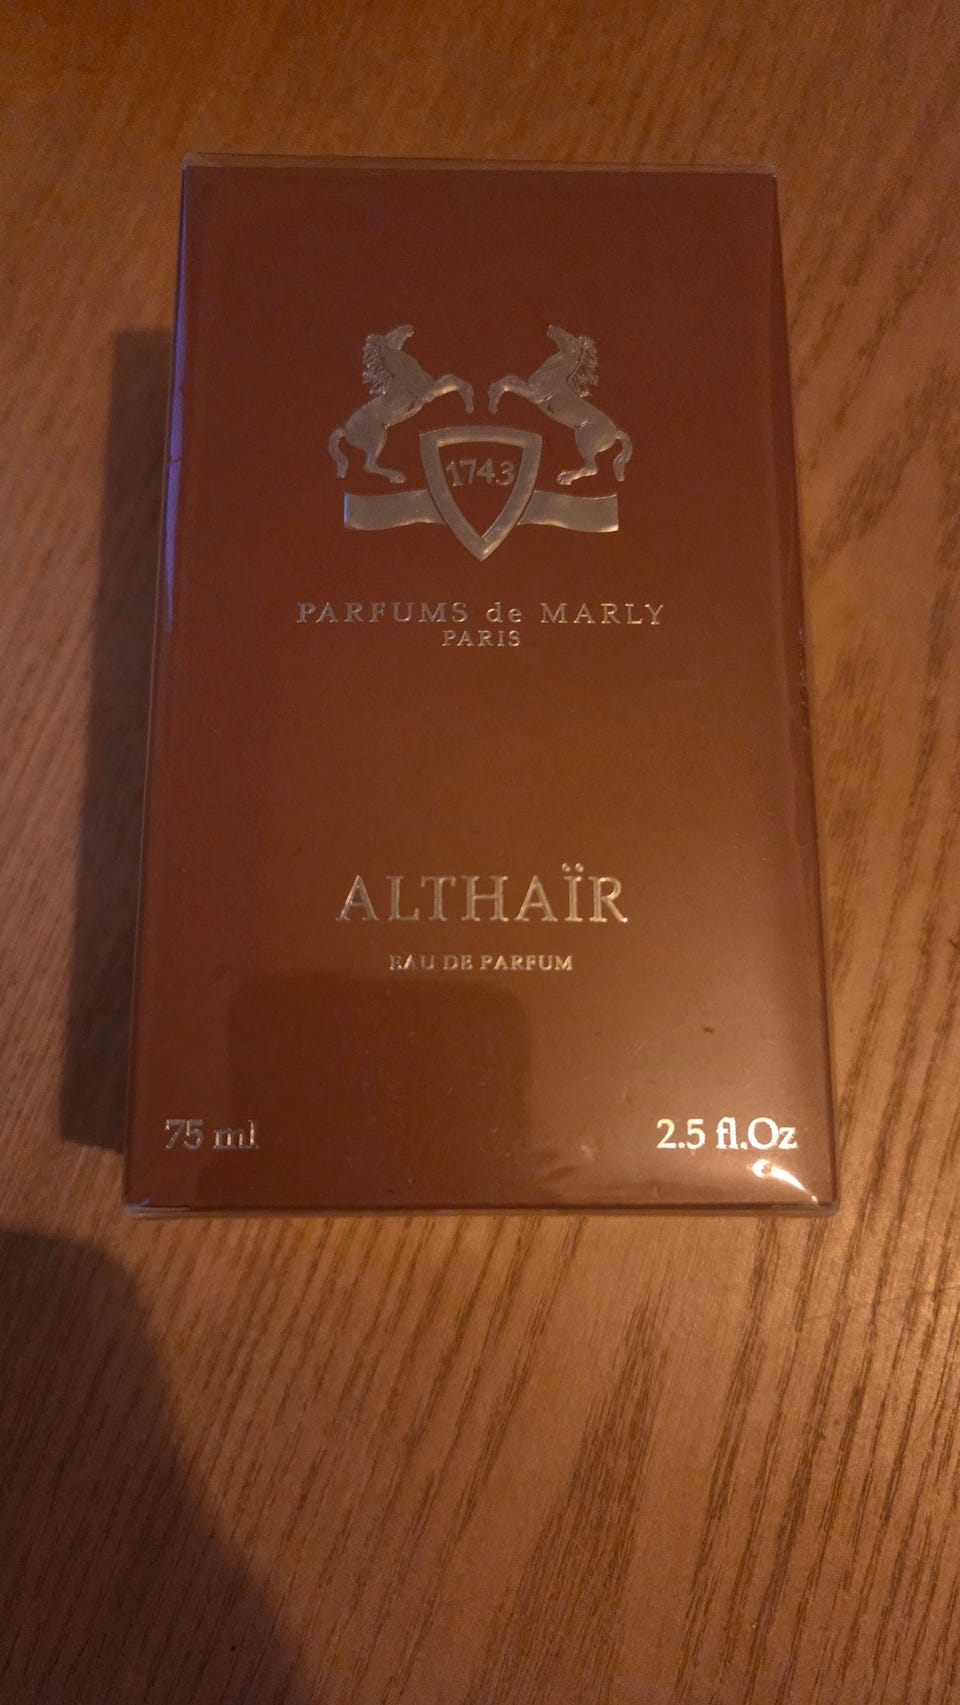 1743
PARFUMS de MARLY
PARIS
ALTHAÏR
EAU DE PARFUM
75 ml 2.5 fl.Oz